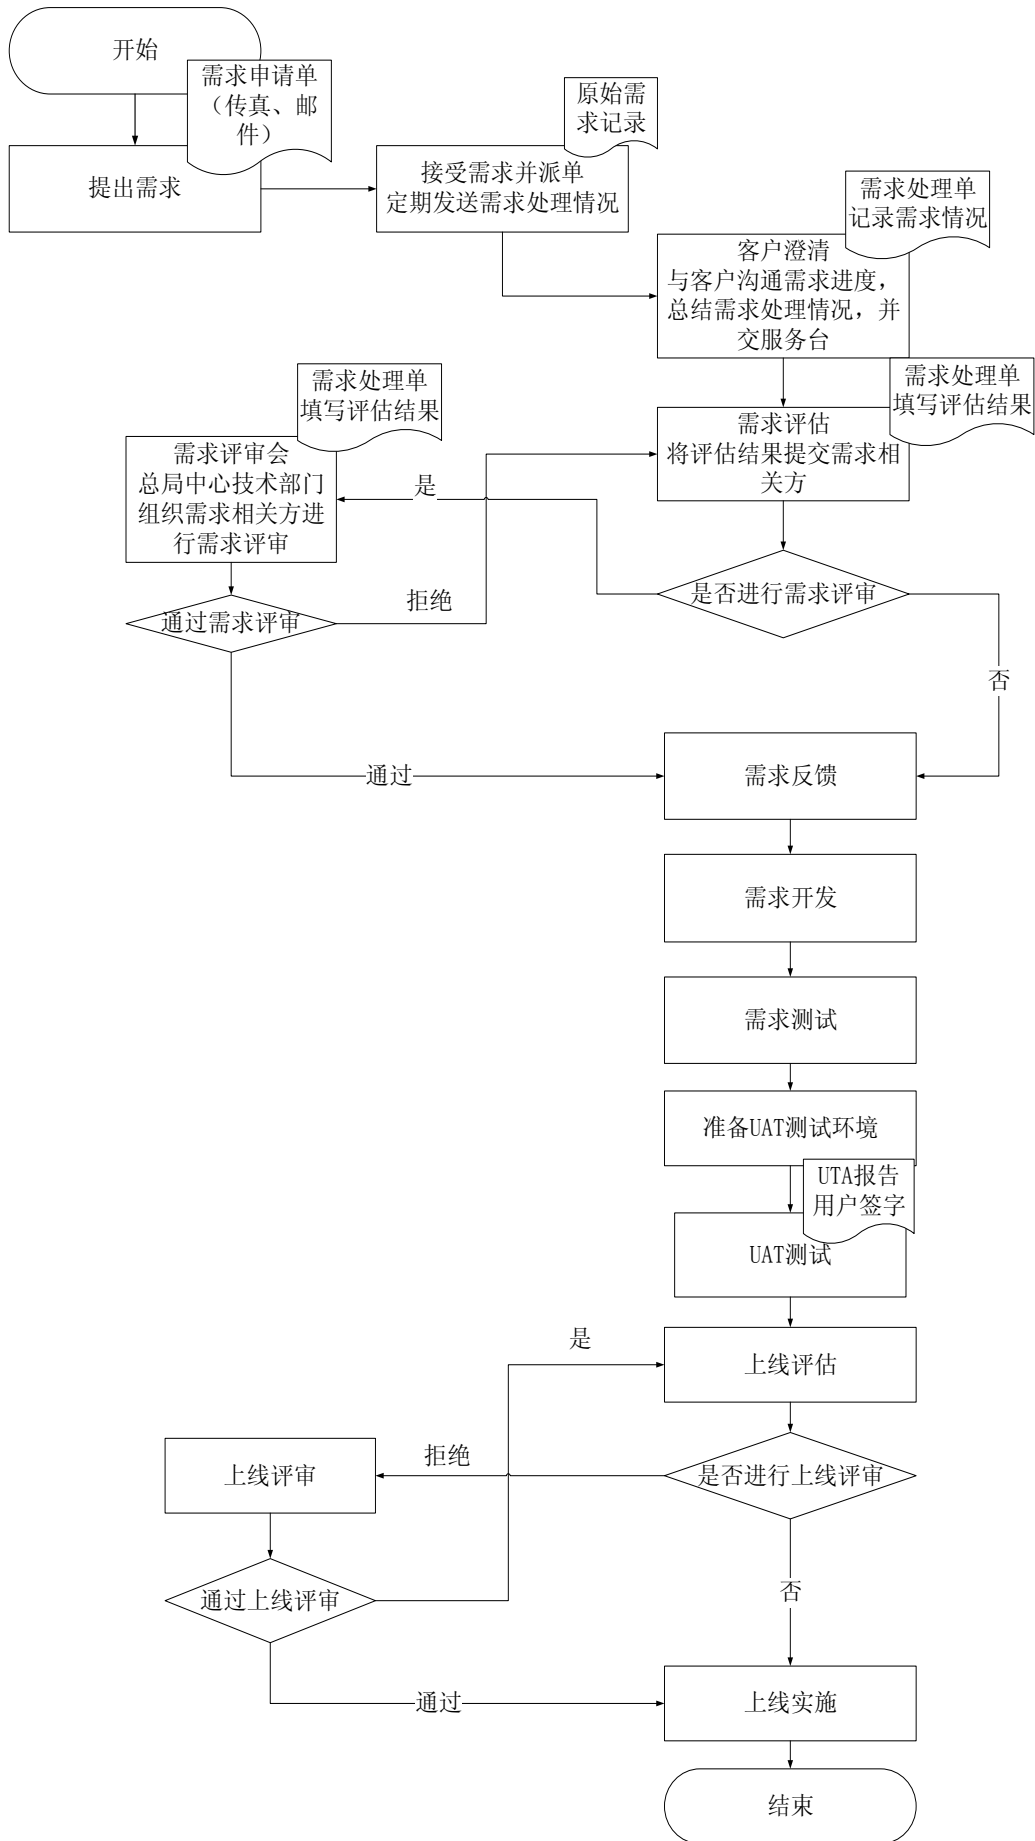 开始
需求申请单
（传真、邮
件）
提出需求
原始需
求记录
接受需求并派单
定期发送需求处理情况
需求处理单
记录需求情况
客户澄清
与客户沟通需求进度，
总结需求处理情况，并
交服务台
需求处理单
填写评估结果
需求评估
将评估结果提交需求相
关方
需求处理单
填写评估结果
需求评审会
总局中心技术部门
组织需求相关方进
行需求评审
是
是否进行需求评审
通过需求评审
拒绝
否
通过
需求反馈
需求开发
需求测试
准备UAT测试环境
UTA报告
用户签字
UAT测试
是
上线评估
拒绝
上线评审
是否进行上线评审
通过上线评审
否
通过
上线实施
结束